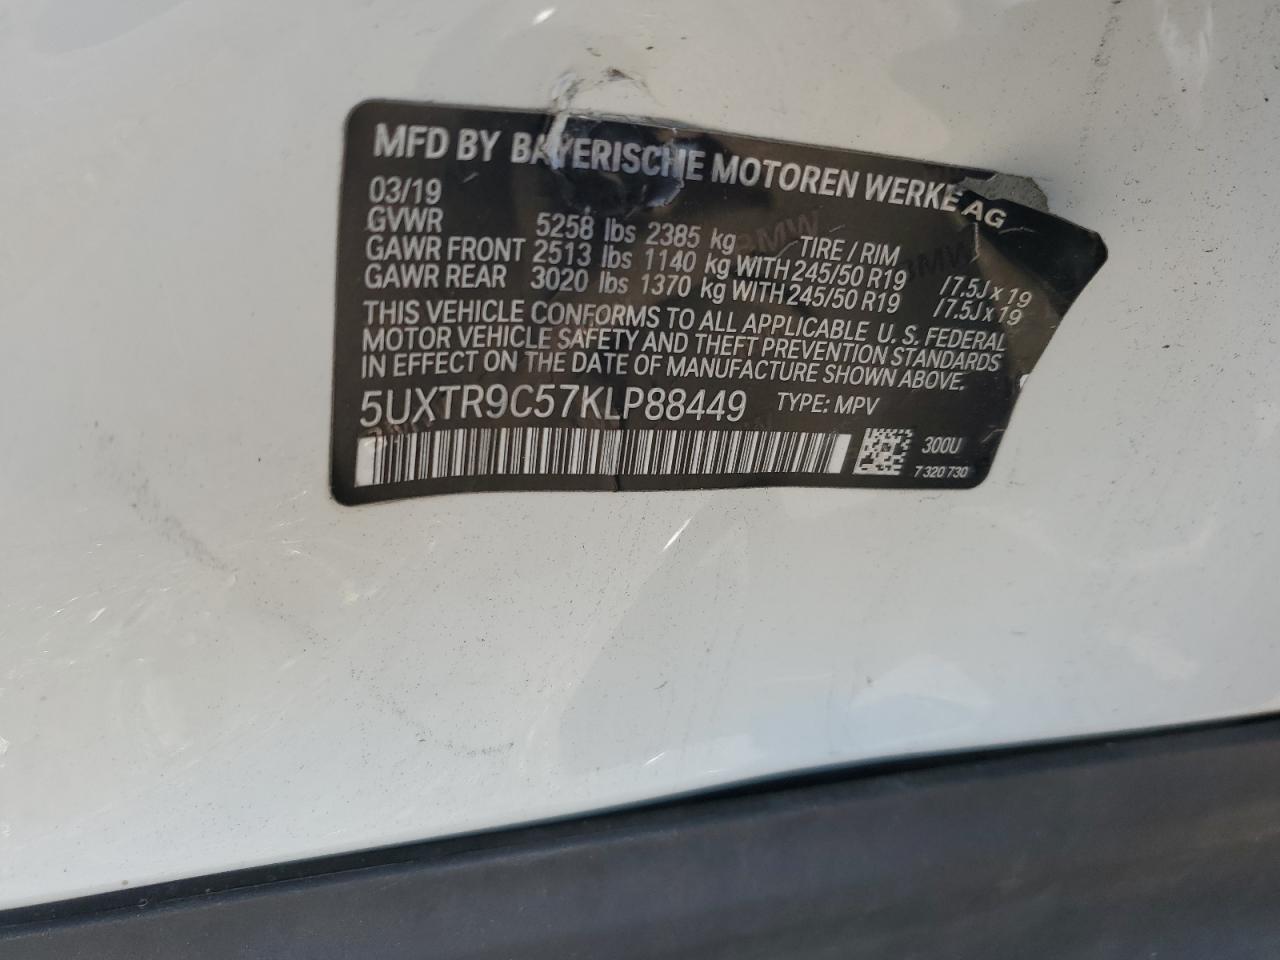 MFD BY BAYERISCHE MOTOREN WERKE AG
03/19
GVWR 5258 lbs 2385 kg TIRE / RIM
GAWR FRONT 2513 lbs 1140 kg WITH 245/50 R19 / 7.5J x 19
GAWR REAR 3020 lbs 1370 kg WITH 245/50 R19 / 7.5J x 19
THIS VEHICLE CONFORMS TO ALL APPLICABLE U. S. FEDERAL
MOTOR VEHICLE SAFETY AND THEFT PREVENTION STANDARDS
IN EFFECT ON THE DATE OF MANUFACTURE SHOWN ABOVE.
5UXTR9C57KLP88449 TYPE: MPV
300U
7 320 730
BMW
BMW